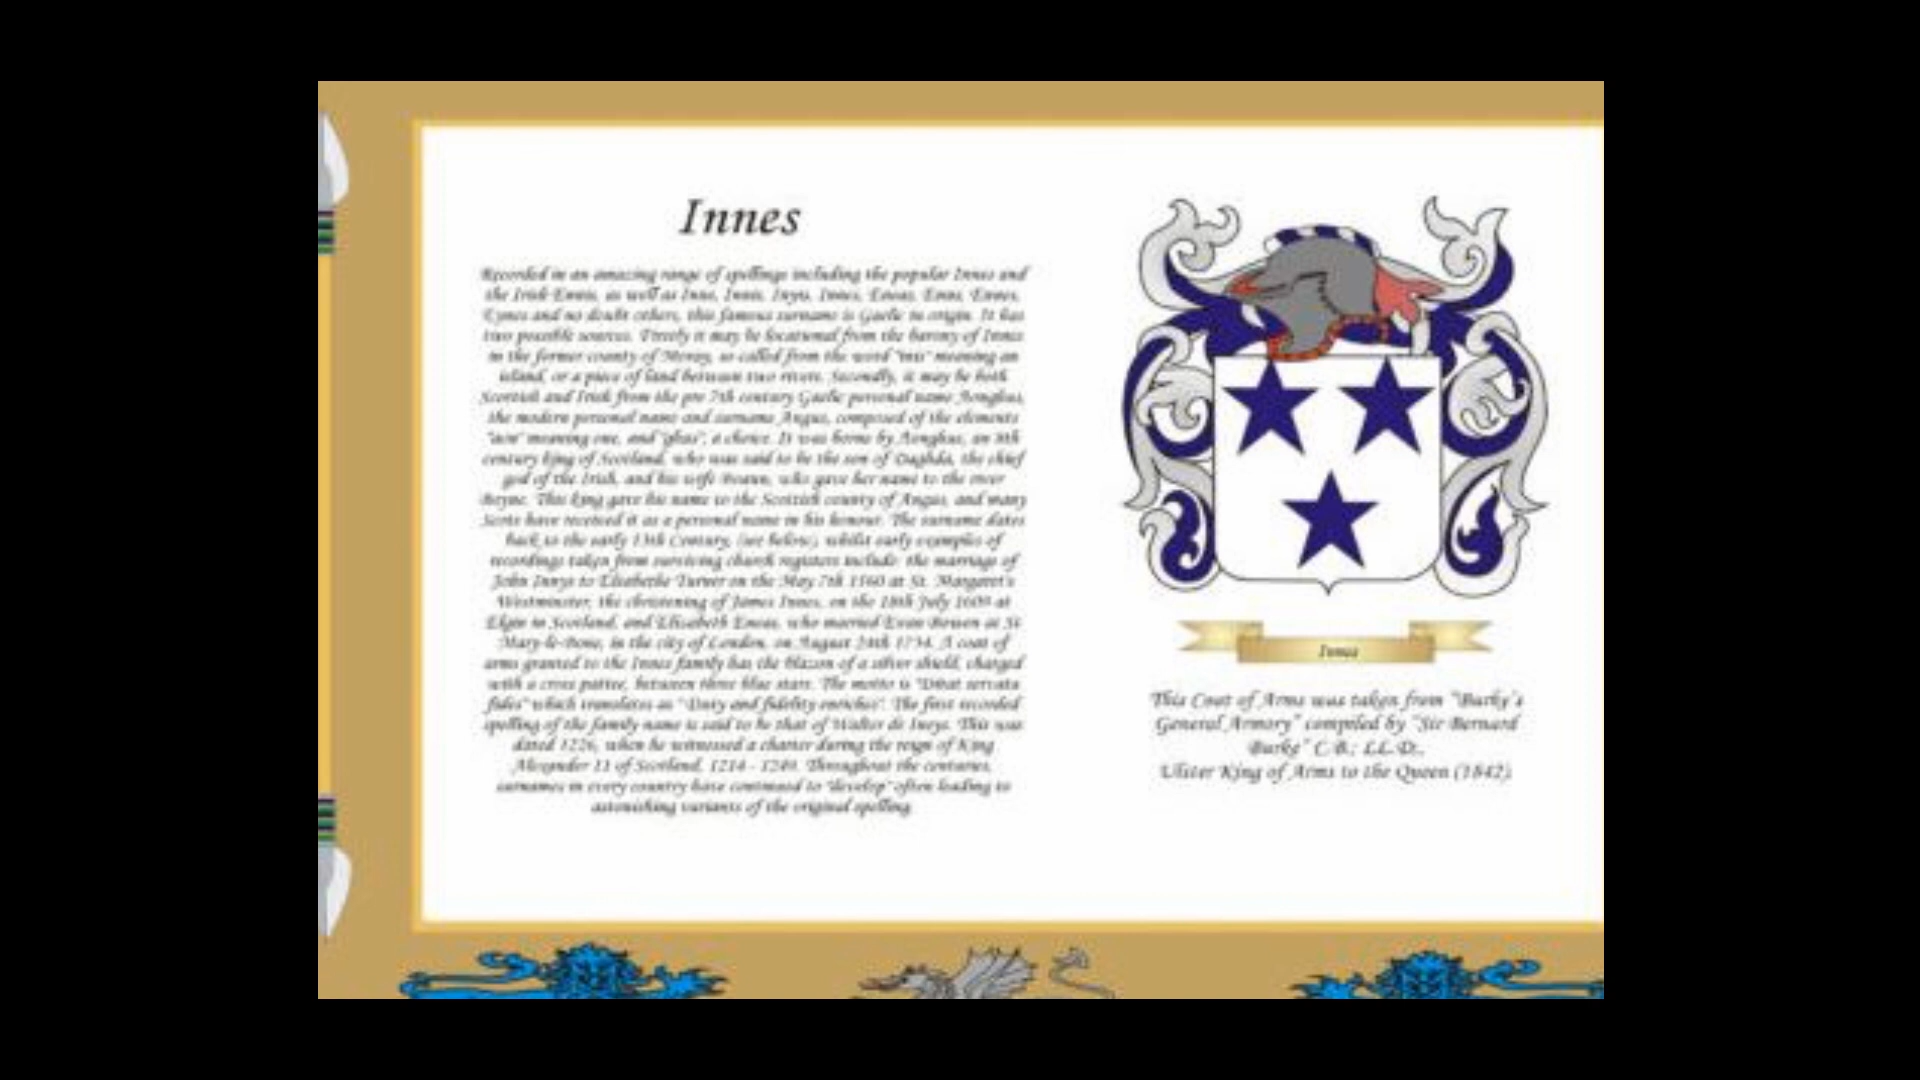 Innes
Recorded in an amazing range of spellings including the popular Innes and
the Irish Ennis, as well as Inne, Innis, Inys, Innes, Eneas, Enns, Ennes,
Eynes and no doubt others, this famous surname is Gaelic in origin. It has
two possible sources. Firstly it may be locational from the barony of Innes
in the former county of Moray, so called from the word "inis" meaning an
island, or a piece of land between two rivers. Secondly, it may be both
Scottish and Irish from the pre 7th century Gaelic personal name Aonghus,
the modern personal name and surname Angus, composed of the elements
"aon" meaning one, and "ghus", a choice. It was borne by Aonghus, an 8th
century king of Scotland, who was said to be the son of Daghda, the chief
god of the Irish, and his wife Boann, who gave her name to the river
Boyne. This king gave his name to the Scottish county of Angus, and many
Scots have received it as a personal name in his honour. The surname dates
back to the early 13th Century, (see below), whilst early examples of
recordings taken from surviving church registers include: the marriage of
John Innys to Elizabethe Turner on the May 7th 1560 at St. Margaret's
Westminster, the christening of James Innes, on the 18th July 1609 at
Elgin in Scotland, and Elisabeth Eneas, who married Evan Bowen at St
Mary-le-Bone, in the city of London, on August 24th 1754. A coat of
arms granted to the Innes family has the blazon of a silver shield, charged
with a cross pattee, between three blue stars. The motto is "Ditat servata
fides" which translates as "Duty and fidelity enriches". The first recorded
spelling of the family name is said to be that of Walter de Ineys. This was
dated 1226, when he witnessed a charter during the reign of King
Alexander 11 of Scotland, 1214 - 1249. Throughout the centuries,
surnames in every country have continued to "develop" often leading to
astonishing variants of the original spelling.
Innes
This Coat of Arms was taken from "Burke's
General Armory" compiled by "Sir Bernard
Burke" C.B.; LL.D.,
Ulster King of Arms to the Queen (1842).